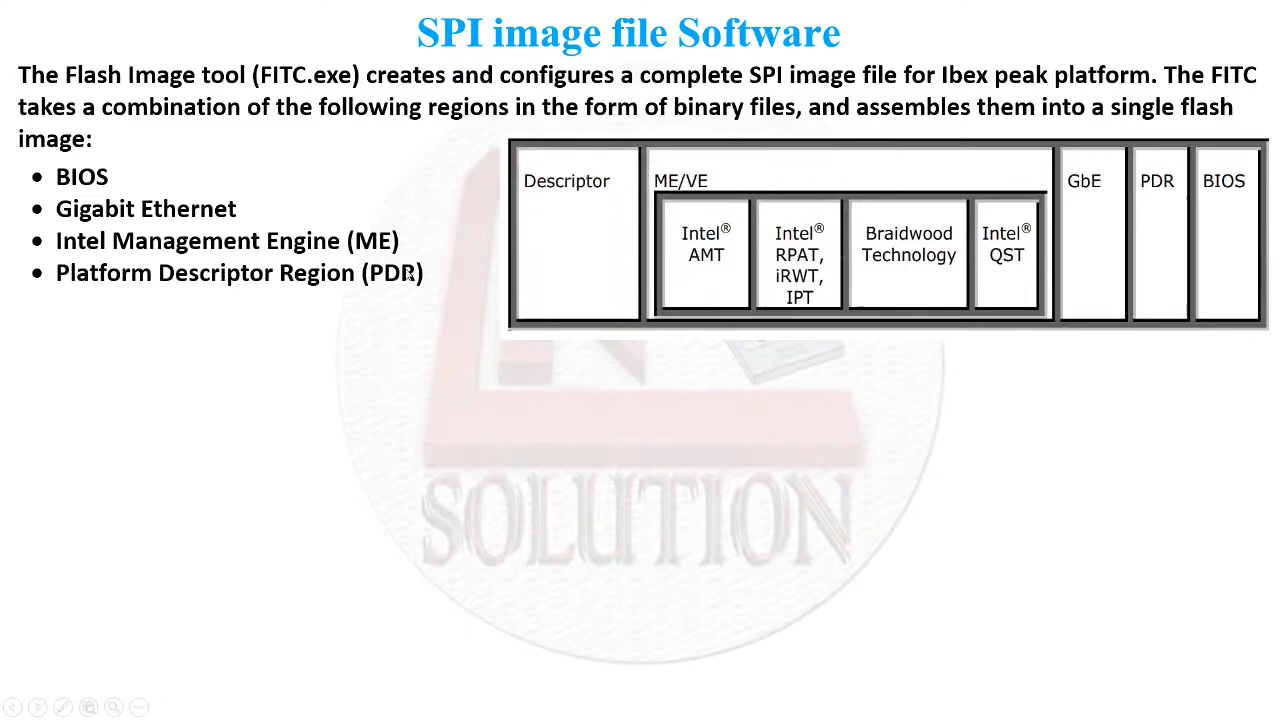 SPI image file Software
The Flash Image tool (FITC.exe) creates and configures a complete SPI image file for Ibex peak platform. The FITC
takes a combination of the following regions in the form of binary files, and assembles them into a single flash
image:
• BIOS
• Gigabit Ethernet
• Intel Management Engine (ME)
• Platform Descriptor Region (PDR)
Descriptor
ME/VE
Intel®
AMT
Intel®
RPAT,
iRWT,
IPT
Braidwood
Technology
Intel®
QST
GbE
PDR
BIOS
SOLUTION